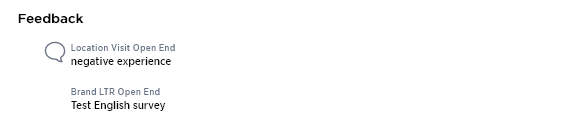 Feedback
Location Visit Open End
negative experience
Brand LTR Open End
Test English survey